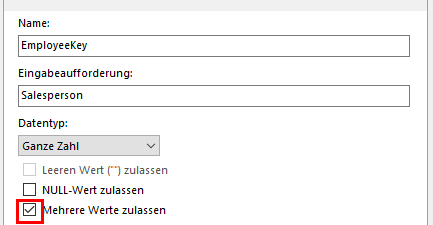 Name:
EmployeeKey
Eingabeaufforderung:
Salesperson
Datentyp:
Ganze Zahl
Leeren Wert ("") zulassen
NULL-Wert zulassen
Mehrere Werte zulassen